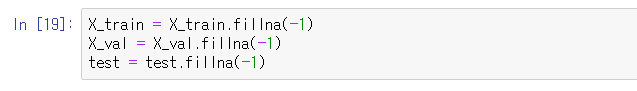 In [19]: X_train = X_train.fillna(-1)
X_val = X_val.fillna(-1)
test = test.fillna(-1)